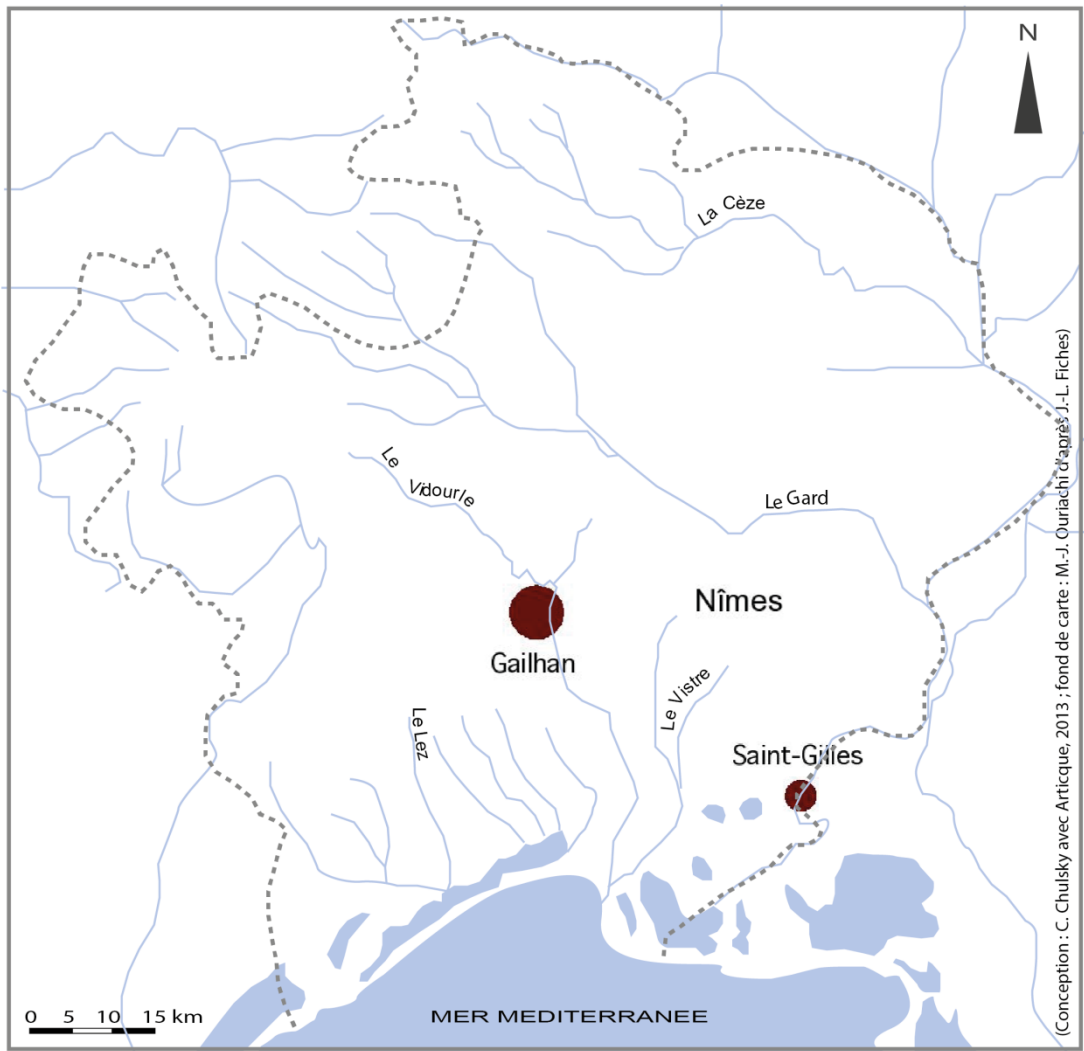 N
La Cèze
Le
Vidourle
Le Gard
Nîmes
Gailhan
Le Vistre
Le Lez
Saint-Gilles
(Conception : C. Chulsky avec Articque, 2013 ; fond de carte : M.-J. Ouriachi d'après J.-L. Fiches)
0 5 10 15 km
MER MEDITERRANEE